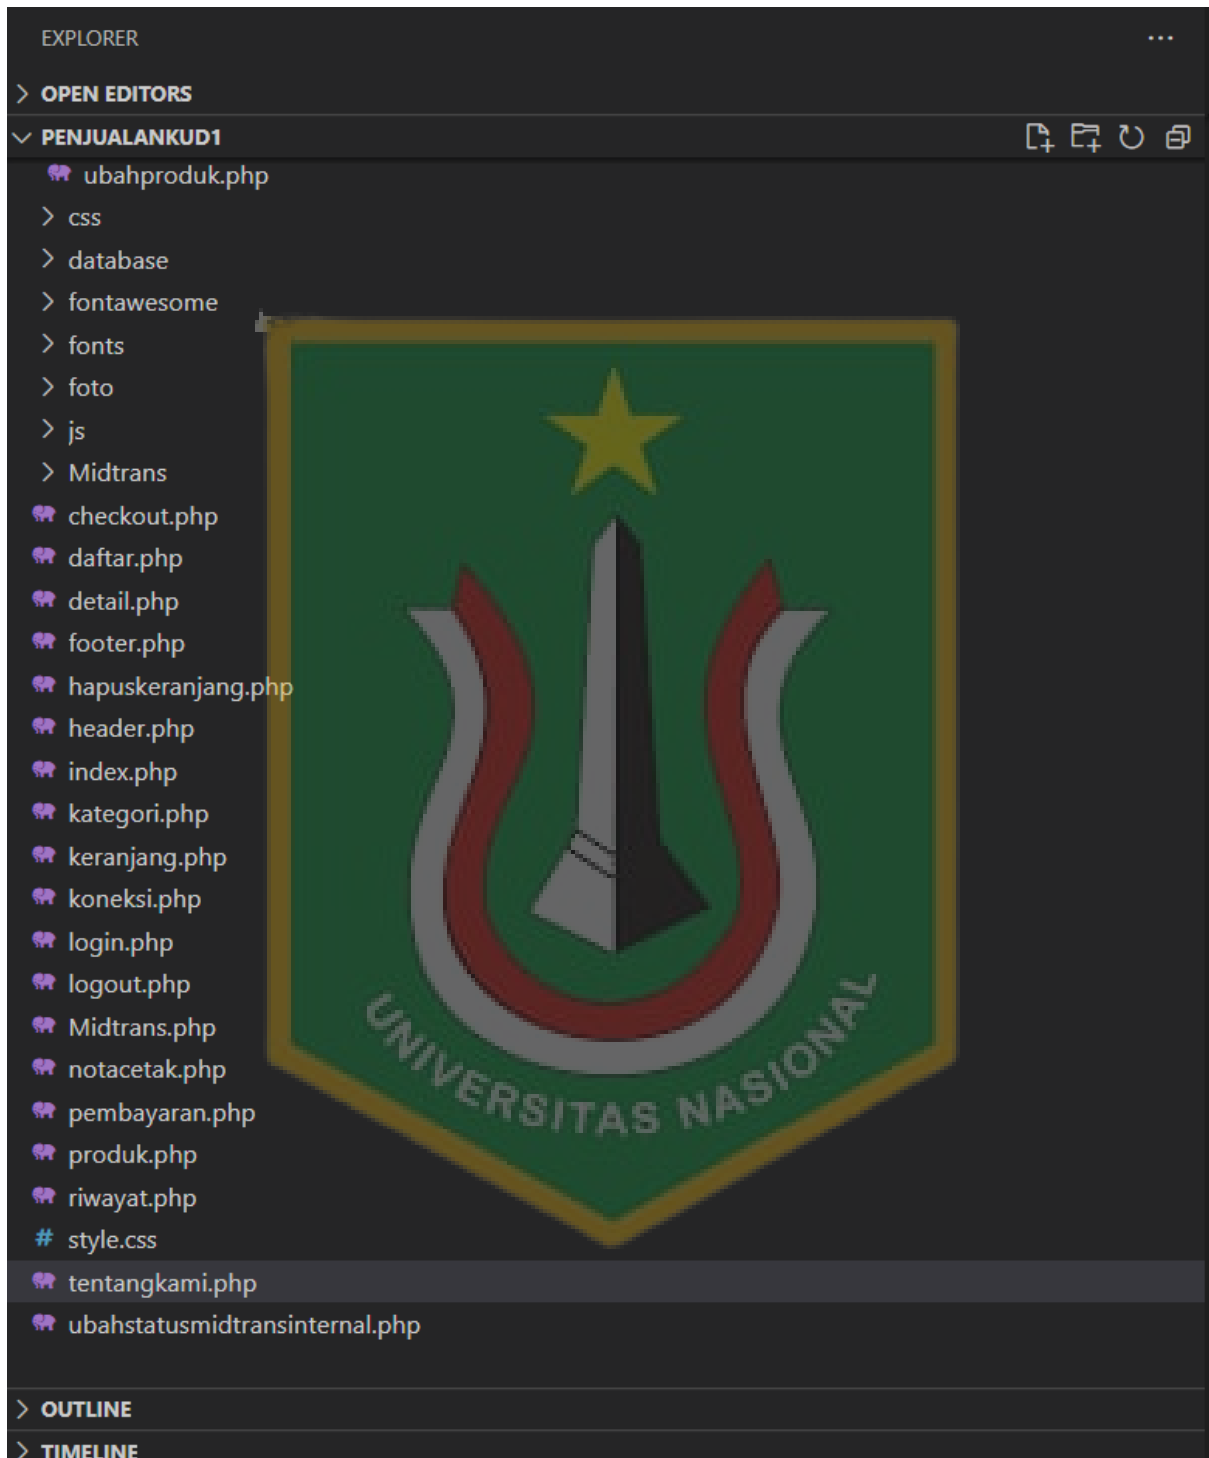 EXPLORER
OPEN EDITORS
PENJUALANKUD1
ubahproduk.php
css
database
fontawesome
fonts
foto
js
Midtrans
checkout.php
daftar.php
detail.php
footer.php
hapuskeranjang.php
header.php
index.php
kategori.php
keranjang.php
koneksi.php
login.php
logout.php
Midtrans.php
notacetak.php
pembayaran.php
produk.php
riwayat.php
# style.css
tentangkami.php
ubahstatusmidtransinternal.php
OUTLINE
TIMELINE
UNIVERSITAS NASIONAL